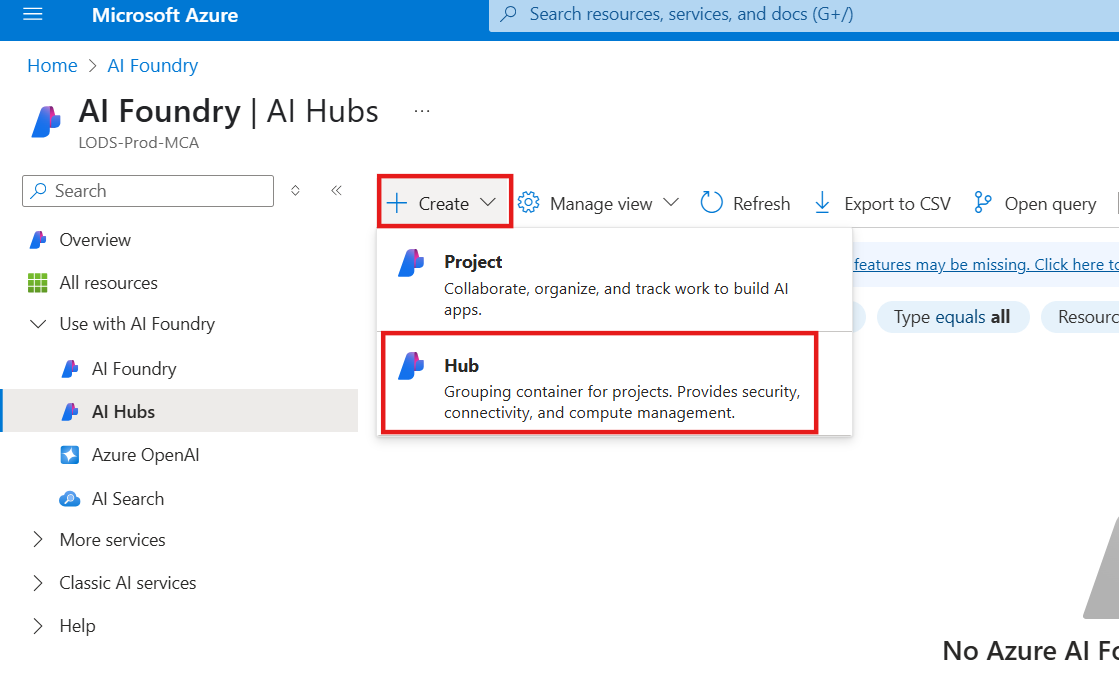 Microsoft Azure
Search resources, services, and docs (G+/)
Home > AI Foundry
AI Foundry | AI Hubs ...
LODS-Prod-MCA
Search
Overview
All resources
Use with AI Foundry
AI Foundry
AI Hubs
Azure OpenAI
AI Search
More services
Classic AI services
Help
+ Create
Manage view
Refresh
Export to CSV
Open query
Project
Collaborate, organize, and track work to build AI
apps.
Hub
Grouping container for projects. Provides security,
connectivity, and compute management.
features may be missing. Click here to
Type equals all
No Azure AI